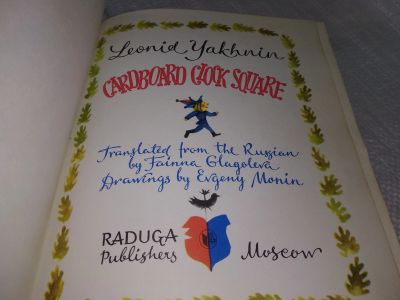 Leonid Yakhnin
CARDBOARD CLOCK SQUARE
Translated from the Russian
by Fainna Glagoleva
Drawings by Evgeny Monin
RADUGA
Publishers Moscow